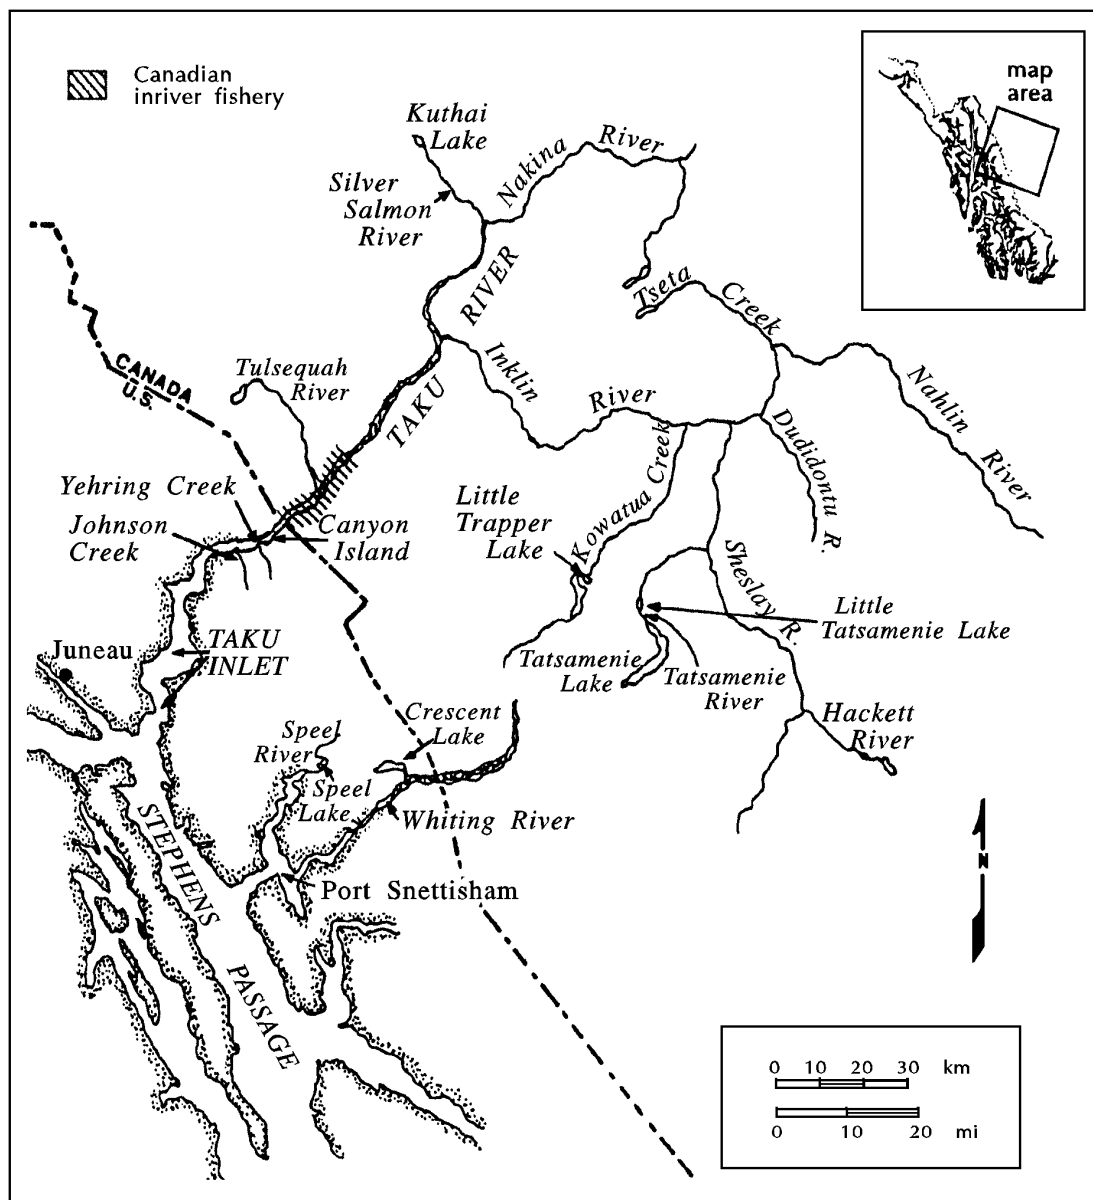 Canadian
inriver fishery
map
area
Kuthai
Lake
Nakina River
Silver
Salmon
River
TAKU RIVER
Tseta Creek
CANADA
U.S.
Tulsequah
River
Inklin River
Nahlin River
Dudidontu R.
Kowatua Creek
Yehring Creek
Johnson
Creek
Canyon
Island
Little
Trapper
Lake
Sheslay R.
Little
Tatsamenie Lake
Juneau
TAKU
INLET
Tatsamenie
Lake
Tatsamenie
River
Crescent
Lake
Speel
River
Speel
Lake
Hackett
River
Whiting River
Port Snettisham
STEPHENS PASSAGE
N
0 10 20 30 km
0 10 20 mi